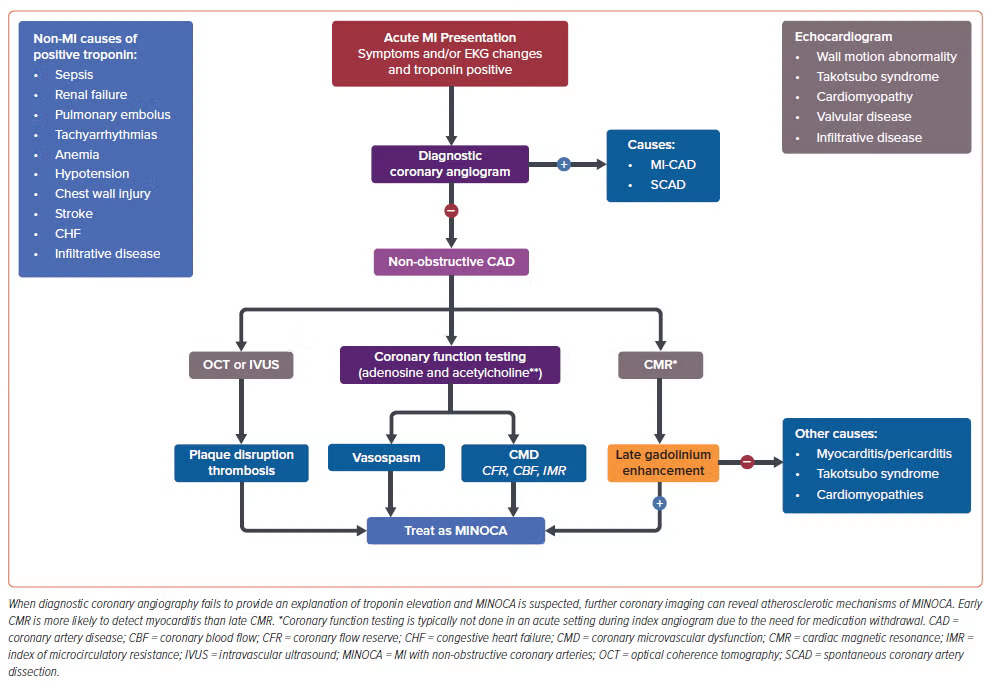 Non-MI causes of
positive troponin:
• Sepsis
• Renal failure
• Pulmonary embolus
• Tachyarrhythmias
• Anemia
• Hypotension
• Chest wall injury
• Stroke
• CHF
• Infiltrative disease
Acute MI Presentation
Symptoms and/or EKG changes
and troponin positive
Echocardiogram
• Wall motion abnormality
• Takotsubo syndrome
• Cardiomyopathy
• Valvular disease
• Infiltrative disease
Diagnostic
coronary angiogram
+
Causes:
• MI-CAD
• SCAD
−
Non-obstructive CAD
OCT or IVUS
Coronary function testing
(adenosine and acetylcholine**)
CMR*
Plaque disruption
thrombosis
Vasospasm
CMD
CFR, CBF, IMR
Late gadolinium
enhancement
−
Other causes:
• Myocarditis/pericarditis
• Takotsubo syndrome
• Cardiomyopathies
+
Treat as MINOCA
When diagnostic coronary angiography fails to provide an explanation of troponin elevation and MINOCA is suspected, further coronary imaging can reveal atherosclerotic mechanisms of MINOCA. Early
CMR is more likely to detect myocarditis than late CMR. *Coronary function testing is typically not done in an acute setting during index angiogram due to the need for medication withdrawal. CAD =
coronary artery disease; CBF = coronary blood flow; CFR = coronary flow reserve; CHF = congestive heart failure; CMD = coronary microvascular dysfunction; CMR = cardiac magnetic resonance; IMR =
index of microcirculatory resistance; IVUS = intravascular ultrasound; MINOCA = MI with non-obstructive coronary arteries; OCT = optical coherence tomography; SCAD = spontaneous coronary artery
dissection.